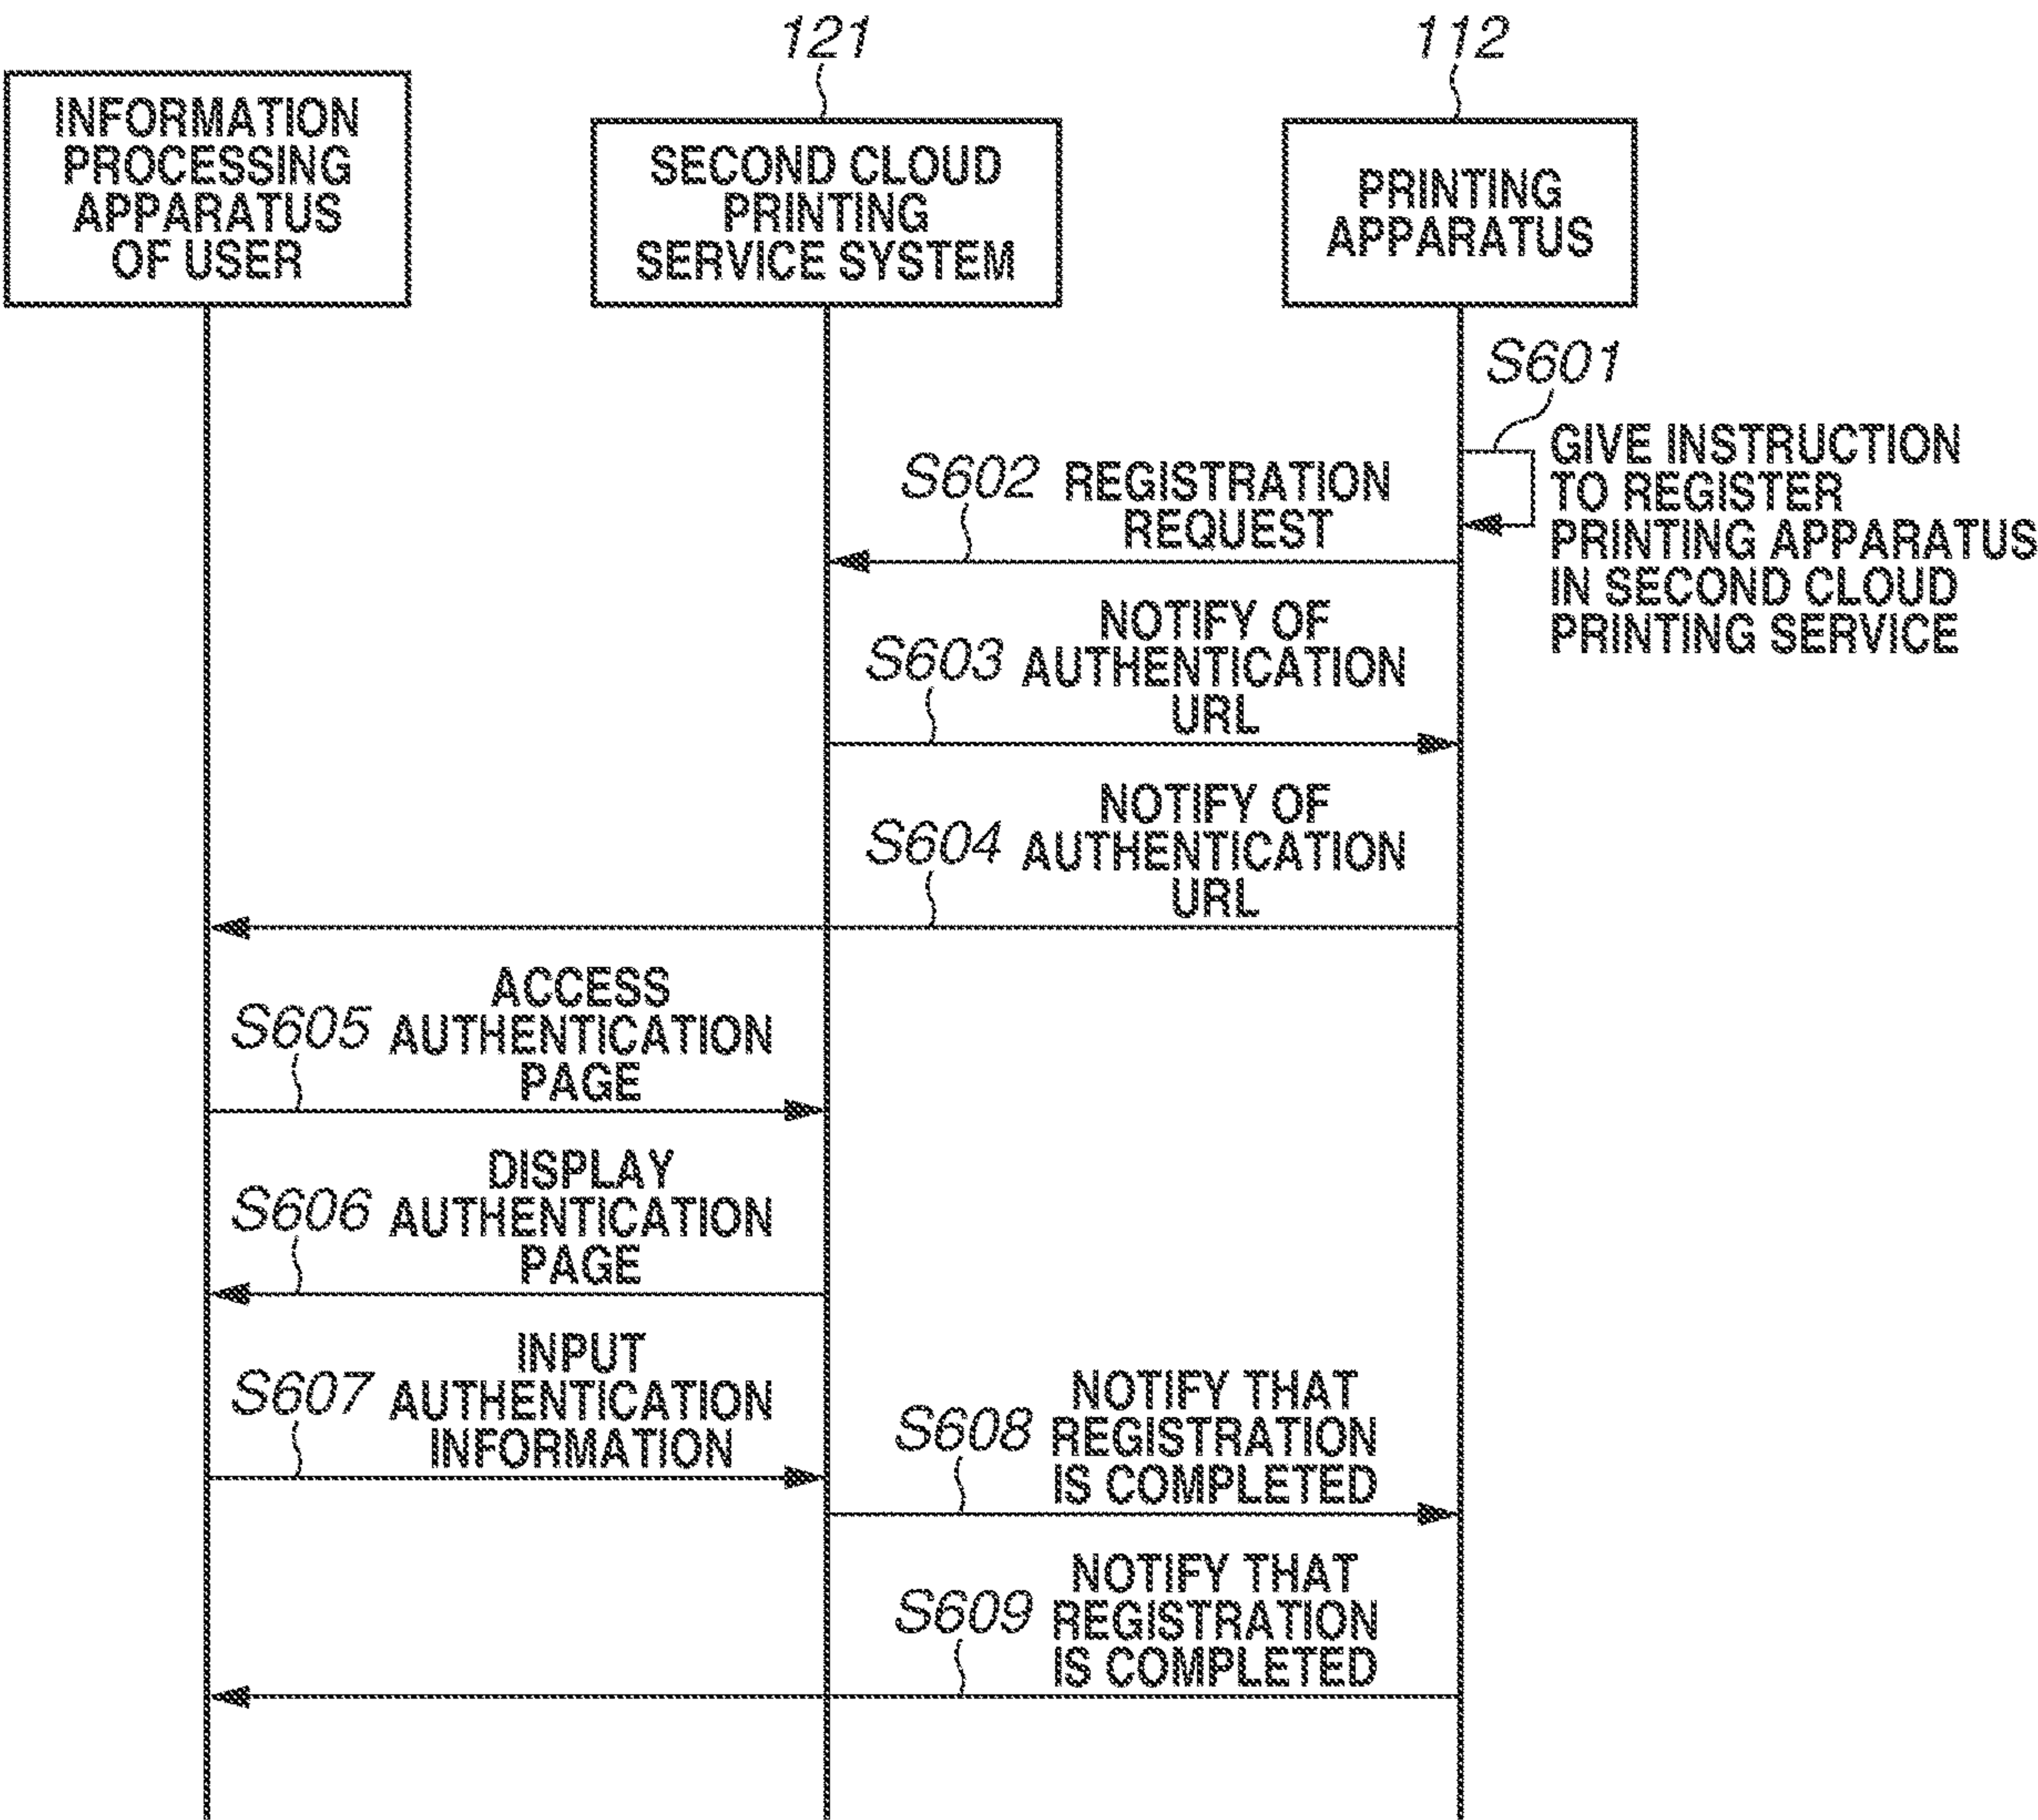 121
112
INFORMATION
PROCESSING
APPARATUS
OF USER
SECOND CLOUD
PRINTING
SERVICE SYSTEM
PRINTING
APPARATUS
S601
GIVE INSTRUCTION
TO REGISTER
PRINTING APPARATUS
IN SECOND CLOUD
PRINTING SERVICE
S602 REGISTRATION
REQUEST
NOTIFY OF
S603 AUTHENTICATION
URL
NOTIFY OF
S604 AUTHENTICATION
URL
ACCESS
S605 AUTHENTICATION
PAGE
DISPLAY
S606 AUTHENTICATION
PAGE
INPUT
S607 AUTHENTICATION
INFORMATION
NOTIFY THAT
S608 REGISTRATION
IS COMPLETED
NOTIFY THAT
S609 REGISTRATION
IS COMPLETED